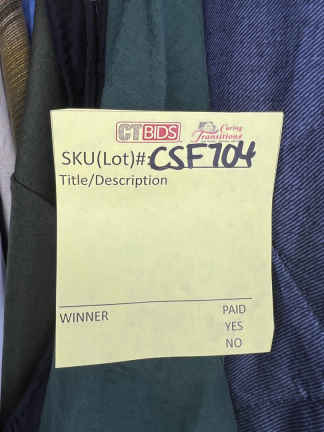 CTBIDS Caring Transitions
SKU(Lot)#: CSF704
Title/Description
WINNER PAID
YES
NO